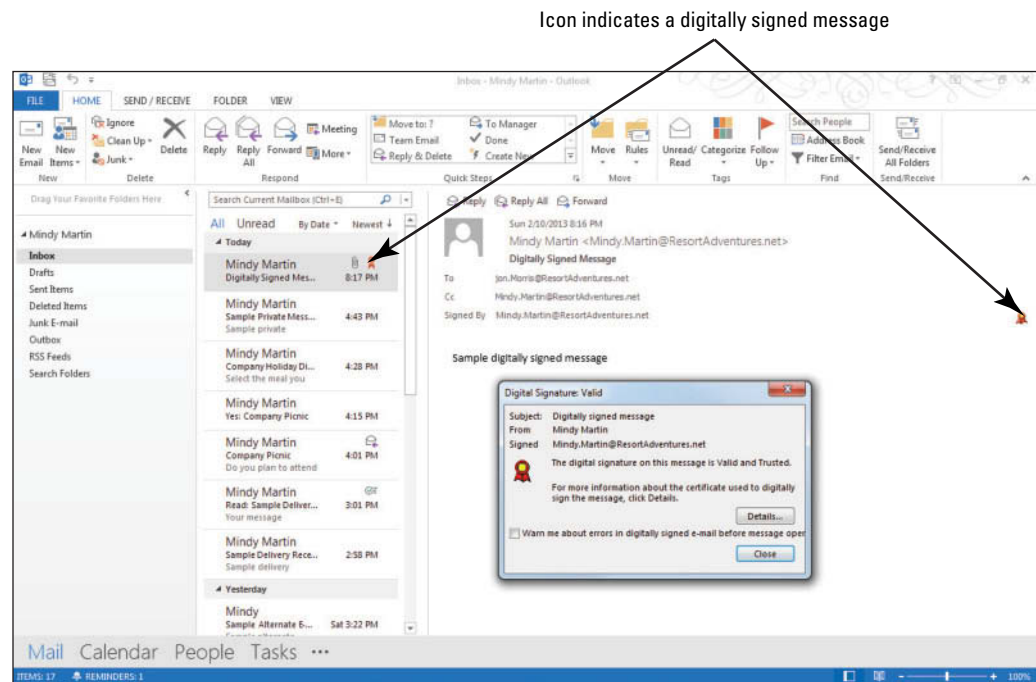 Icon indicates a digitally signed message
Inbox - Mindy Martin - Outlook
FILE HOME SEND / RECEIVE FOLDER VIEW
New Email
New Items
Ignore
Clean Up
Junk
Delete
Reply
Reply All
Forward
Meeting
More
Move to: ?
Team Email
Reply & Delete
To Manager
Done
Create New
Move
Rules
Unread/ Read
Categorize
Follow Up
Search People
Address Book
Filter Email
Send/Receive All Folders
New Delete Respond Quick Steps Move Tags Find Send/Receive
Drag Your Favorite Folders Here
Mindy Martin
Inbox
Drafts
Sent Items
Deleted Items
Junk E-mail
Outbox
RSS Feeds
Search Folders
Search Current Mailbox (Ctrl+E)
All Unread By Date Newest ↓
Today
Mindy Martin
Digitally Signed Mes... 8:17 PM
Mindy Martin
Sample Private Mess... 4:43 PM
Sample private
Mindy Martin
Company Holiday Di... 4:28 PM
Select the meal you
Mindy Martin
Yes: Company Picnic 4:15 PM
Mindy Martin
Company Picnic 4:01 PM
Do you plan to attend
Mindy Martin
Read: Sample Deliver... 3:01 PM
Your message
Mindy Martin
Sample Delivery Rece... 2:58 PM
Sample delivery
Yesterday
Mindy
Sample Alternate E-... Sat 3:22 PM
Reply Reply All Forward
Sun 2/10/2013 8:16 PM
Mindy Martin <Mindy.Martin@ResortAdventures.net>
Digitally Signed Message
To jon.Morris@ResortAdventures.net
Cc Mindy.Martin@ResortAdventures.net
Signed By Mindy.Martin@ResortAdventures.net
Sample digitally signed message
Digital Signature: Valid
Subject: Digitally signed message
From Mindy Martin
Signed Mindy.Martin@ResortAdventures.net
The digital signature on this message is Valid and Trusted.
For more information about the certificate used to digitally
sign the message, click Details.
Details...
Warn me about errors in digitally signed e-mail before message oper
Close
Mail Calendar People Tasks •••
ITEMS: 17 REMINDERS: 1 100%